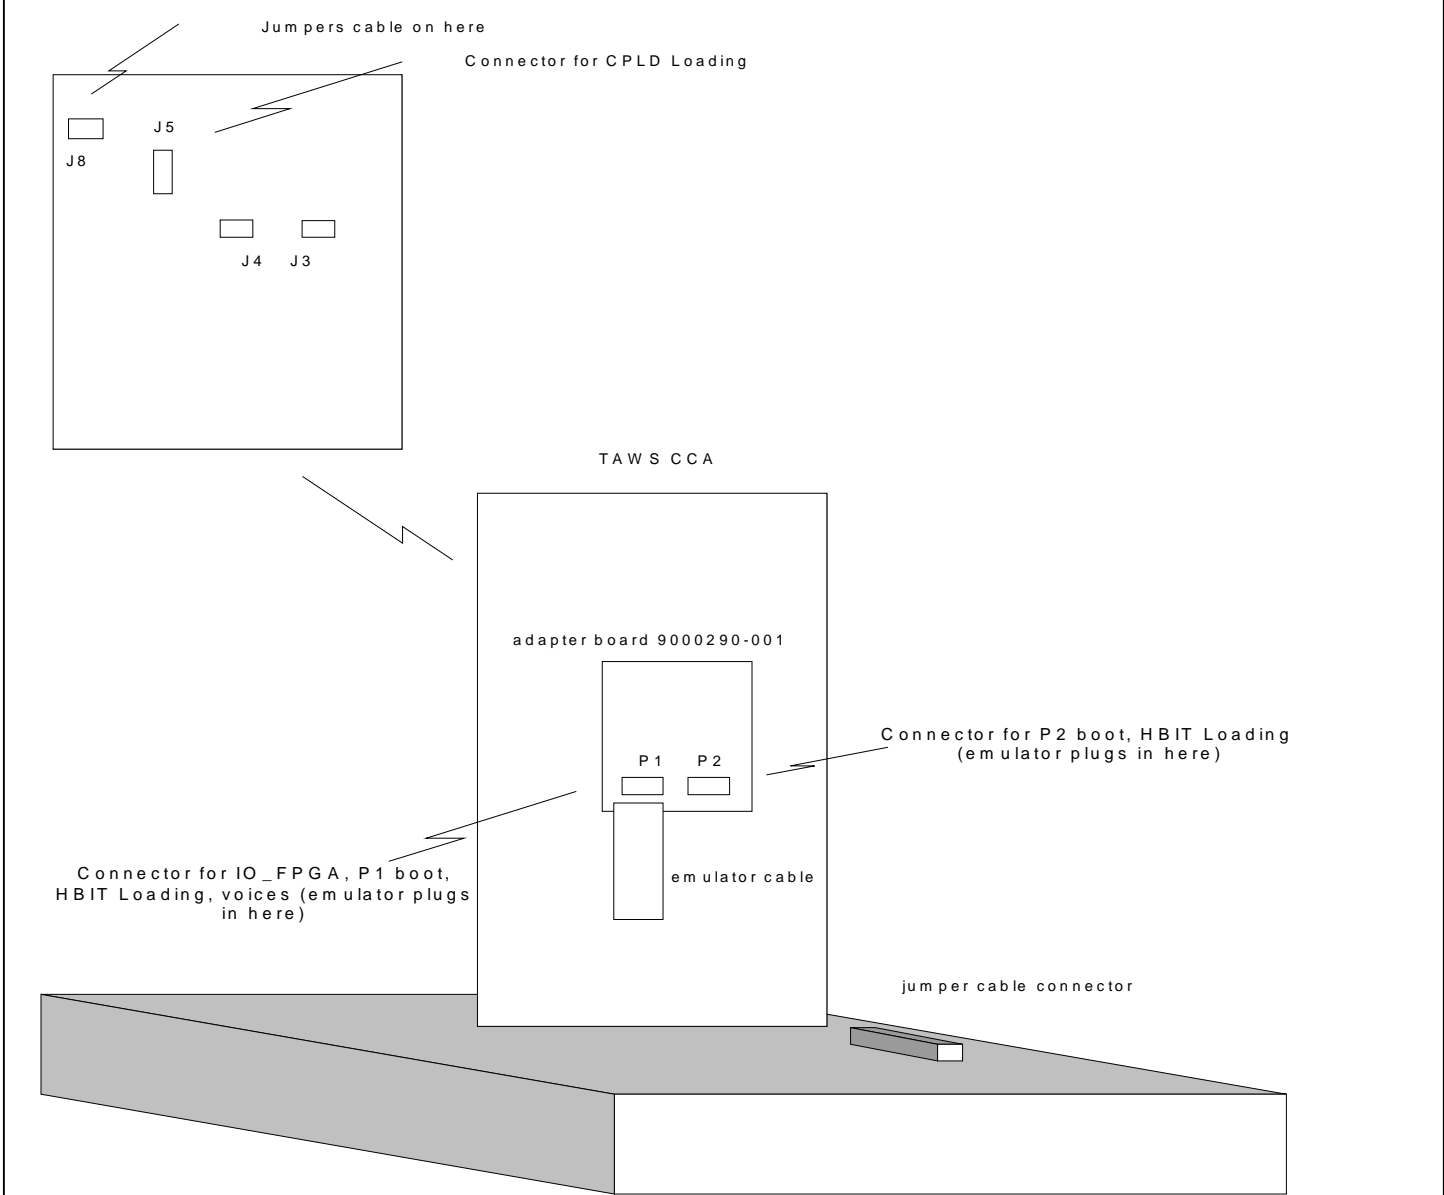 Jumpers cable on here
Connector for CPLD Loading
J5
J8
J4 J3
TAWS CCA
adapter board 9000290-001
Connector for P2 boot, HBIT Loading
(emulator plugs in here)
P1 P2
Connector for IO_FPGA, P1 boot,
HBIT Loading, voices (emulator plugs
in here)
emulator cable
jumper cable connector